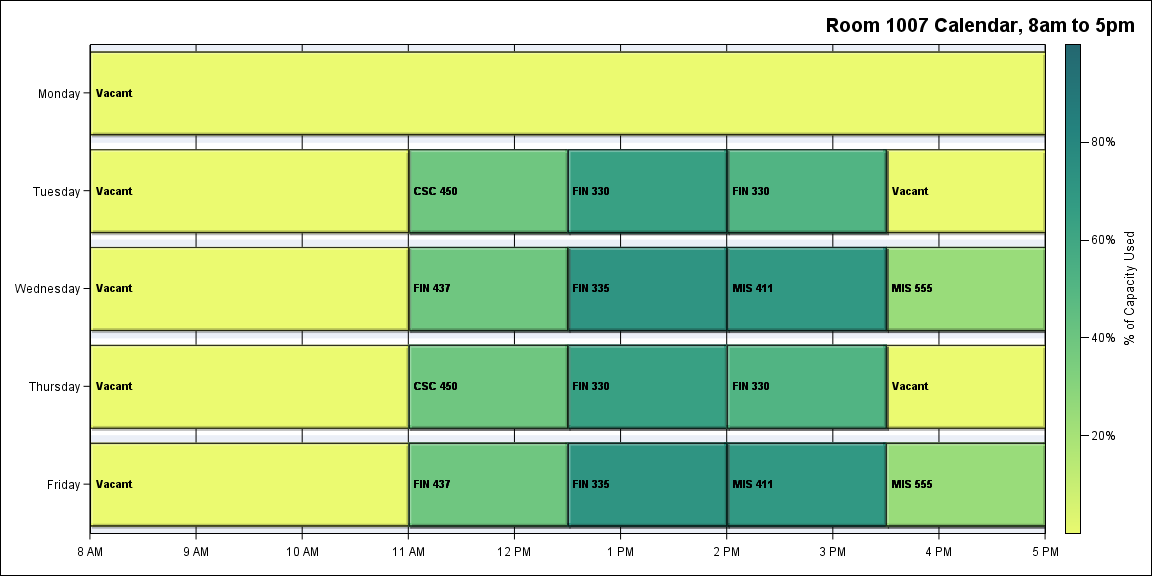 Room 1007 Calendar, 8am to 5pm
Monday
Vacant
80%
Tuesday
Vacant
CSC 450
FIN 330
FIN 330
Vacant
60%
% of Capacity Used
Wednesday
Vacant
FIN 437
FIN 335
MIS 411
MIS 555
40%
Thursday
Vacant
CSC 450
FIN 330
FIN 330
Vacant
20%
Friday
Vacant
FIN 437
FIN 335
MIS 411
MIS 555
8 AM
9 AM
10 AM
11 AM
12 PM
1 PM
2 PM
3 PM
4 PM
5 PM